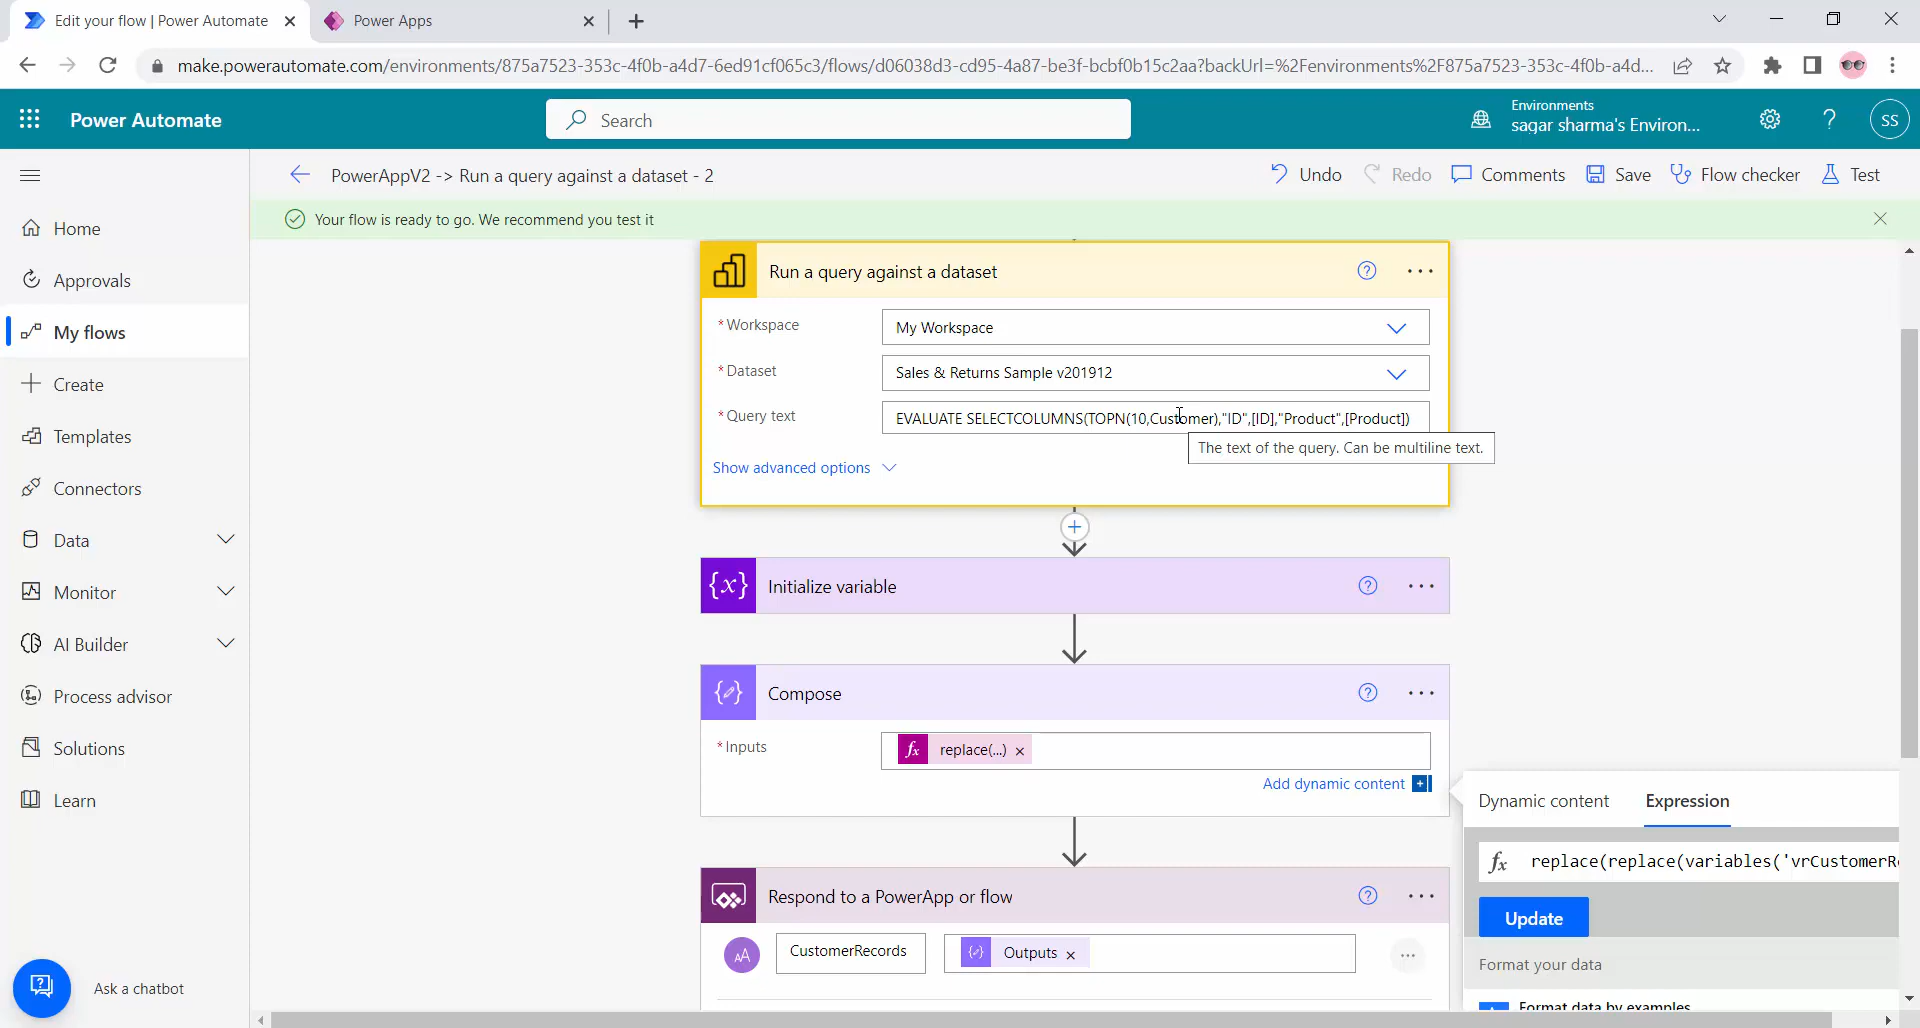 Edit your flow | Power Automate
Power Apps
make.powerautomate.com/environments/875a7523-353c-4f0b-a4d7-6ed91cf065c3/flows/d06038d3-cd95-4a87-be3f-bcbf0b15c2aa?backUrl=%2Fenvironments%2F875a7523-353c-4f0b-a4d...
Power Automate
Search
Environments
sagar sharma's Environ...
SS
PowerAppV2 -> Run a query against a dataset - 2
Undo
Redo
Comments
Save
Flow checker
Test
Your flow is ready to go. We recommend you test it
Home
Approvals
My flows
Create
Templates
Connectors
Data
Monitor
AI Builder
Process advisor
Solutions
Learn
Ask a chatbot
Run a query against a dataset
* Workspace
My Workspace
* Dataset
Sales & Returns Sample v201912
* Query text
EVALUATE SELECTCOLUMNS(TOPN(10,Customer),"ID",[ID],"Product",[Product])
The text of the query. Can be multiline text.
Show advanced options
{x} Initialize variable
Compose
* Inputs
fx replace(...) ×
Add dynamic content
Respond to a PowerApp or flow
AA
CustomerRecords
Outputs ×
Dynamic content
Expression
fx replace(replace(variables('vrCustomerR
Update
Format your data
Format data by examples